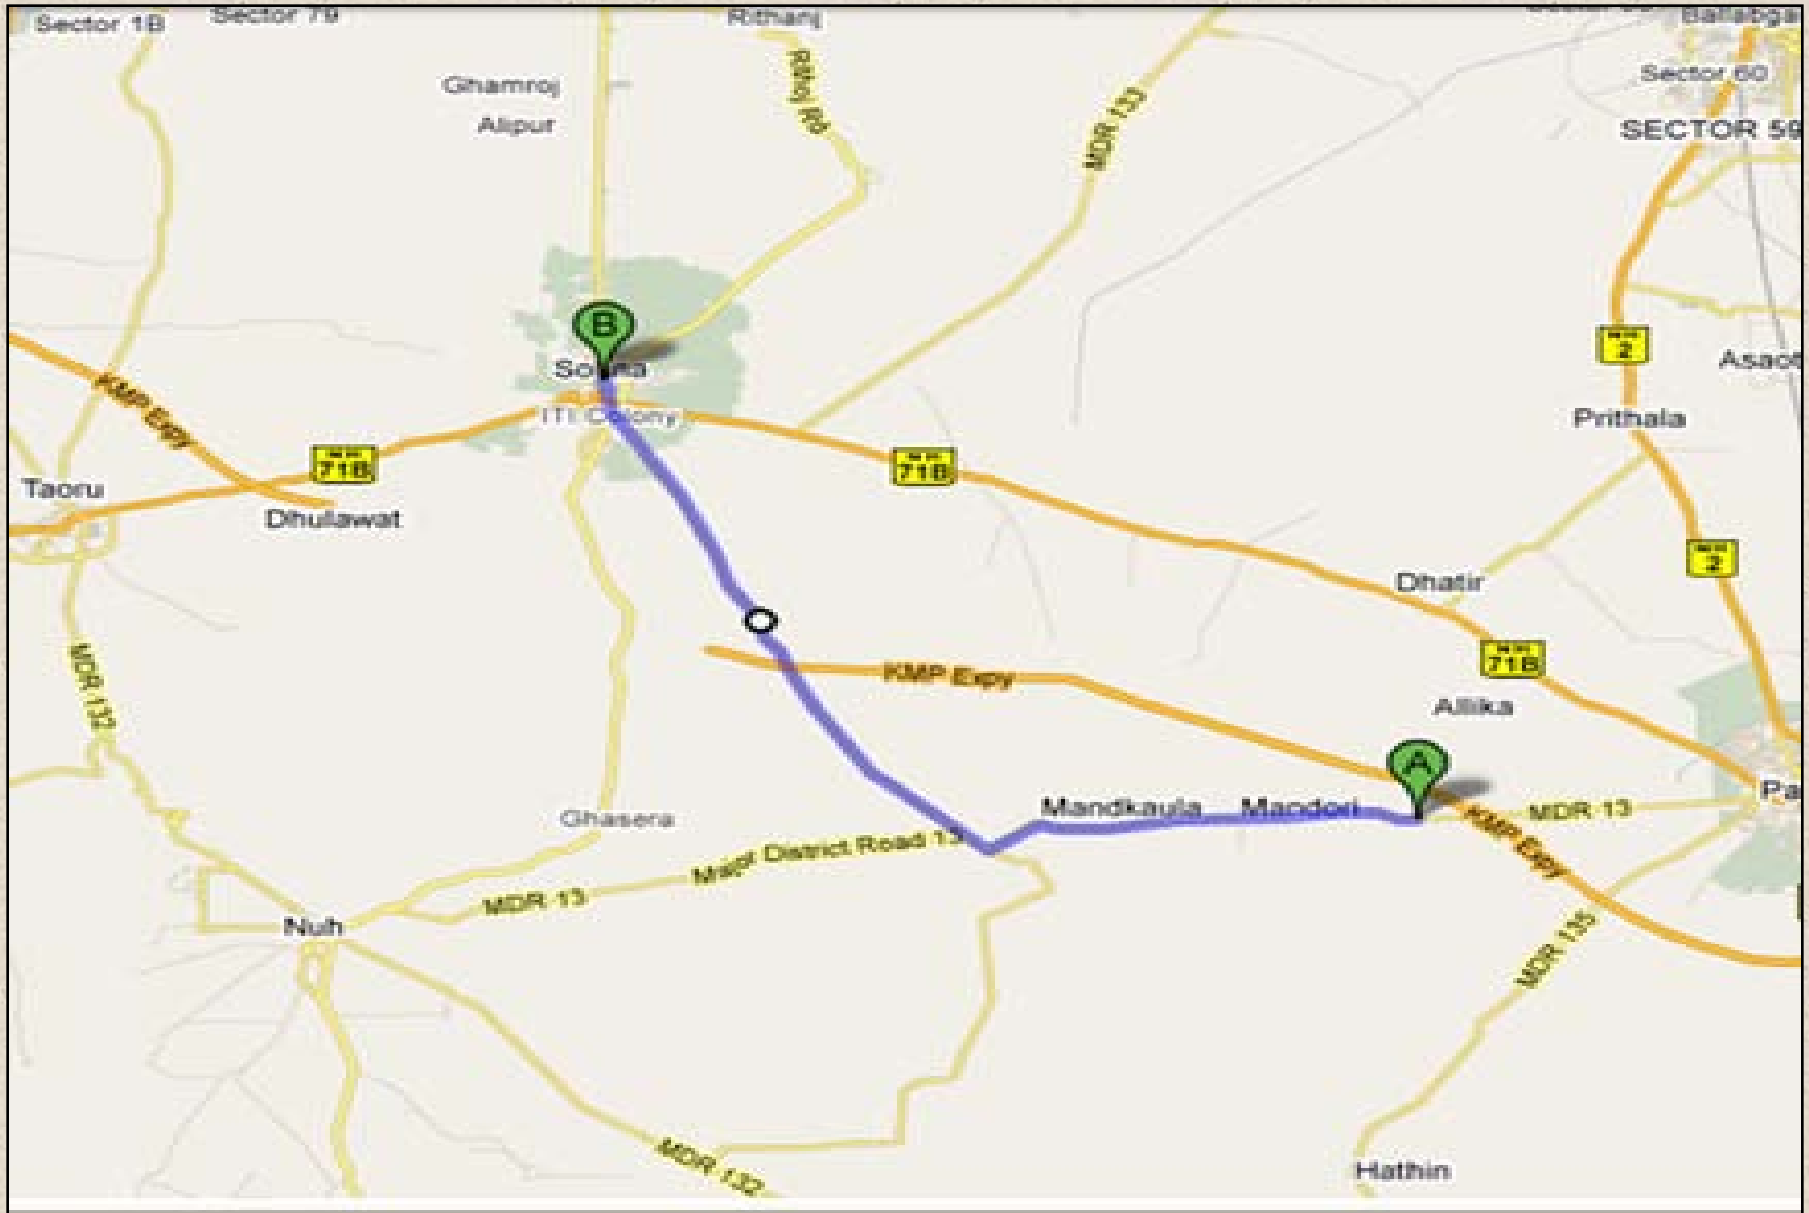 Sector 1B
Sector 79
Rithanj
Sector 60
SECTOR 59
Ghamroj
Alipur
MDR 133
B
ITI Colony
KMP Expy
71B
71B
2
Prithala
Taoru
Dhulawat
2
Dhatir
71B
MDR 132
KMP Expy
Allika
A
Mandkaula
Mandori
MDR 13
KMP Expy
Ghasera
Major District Road 13
MDR 13
Nuh
MDR 135
MDR 132
Hathin